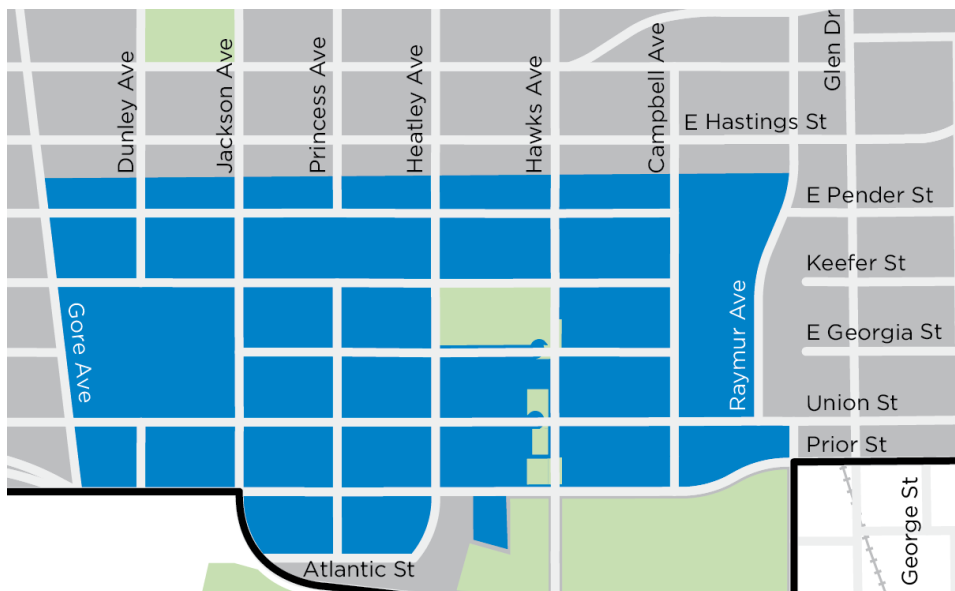 Dunley Ave
Jackson Ave
Princess Ave
Heatley Ave
Hawks Ave
Campbell Ave
Glen Dr
E Hastings St
E Pender St
Keefer St
Gore Ave
Raymur Ave
E Georgia St
Union St
Prior St
George St
Atlantic St